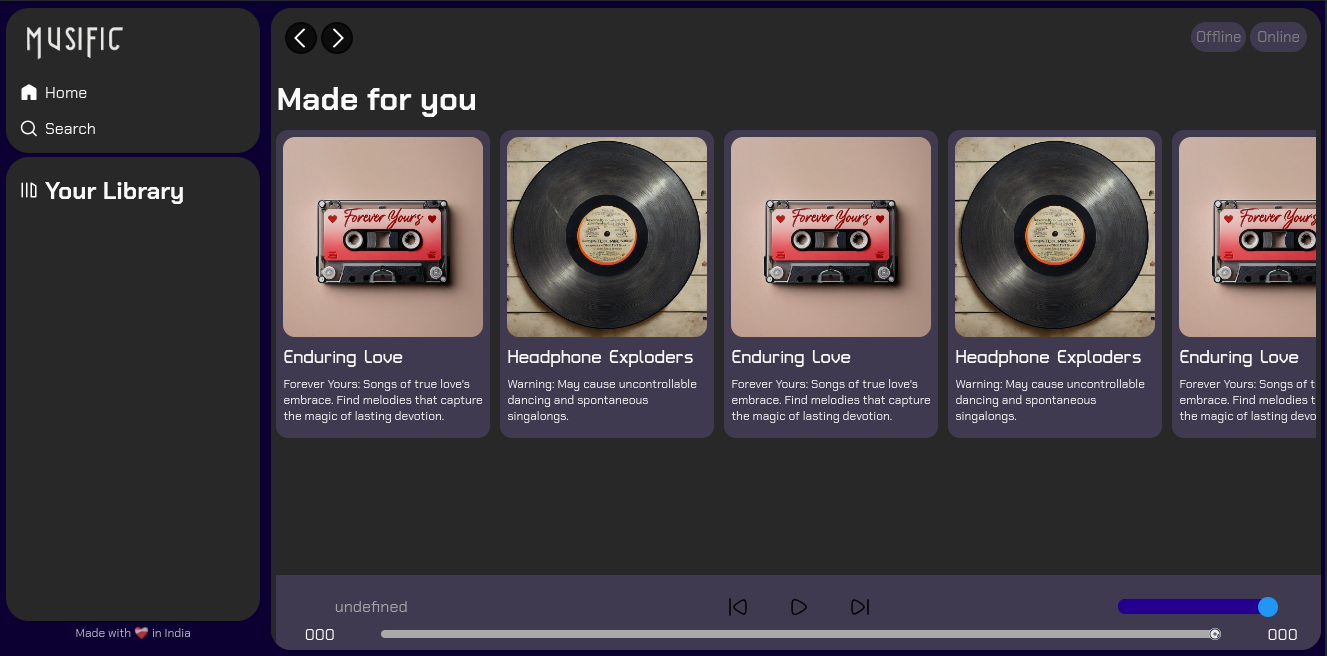 MUSIFIC
Home
Search
Your Library
Made with in India
Offline Online
Made for you
Forever Yours
Enduring Love
Forever Yours: Songs of true love's
embrace. Find melodies that capture
the magic of lasting devotion.
Headphone Exploders
Warning: May cause uncontrollable
dancing and spontaneous
singalongs.
Forever Yours
Enduring Love
Forever Yours: Songs of true love's
embrace. Find melodies that capture
the magic of lasting devotion.
Headphone Exploders
Warning: May cause uncontrollable
dancing and spontaneous
singalongs.
Forever Yours
Enduring Love
Forever Yours: Songs of t
embrace. Find melodies t
the magic of lasting devo
undefined
000
000